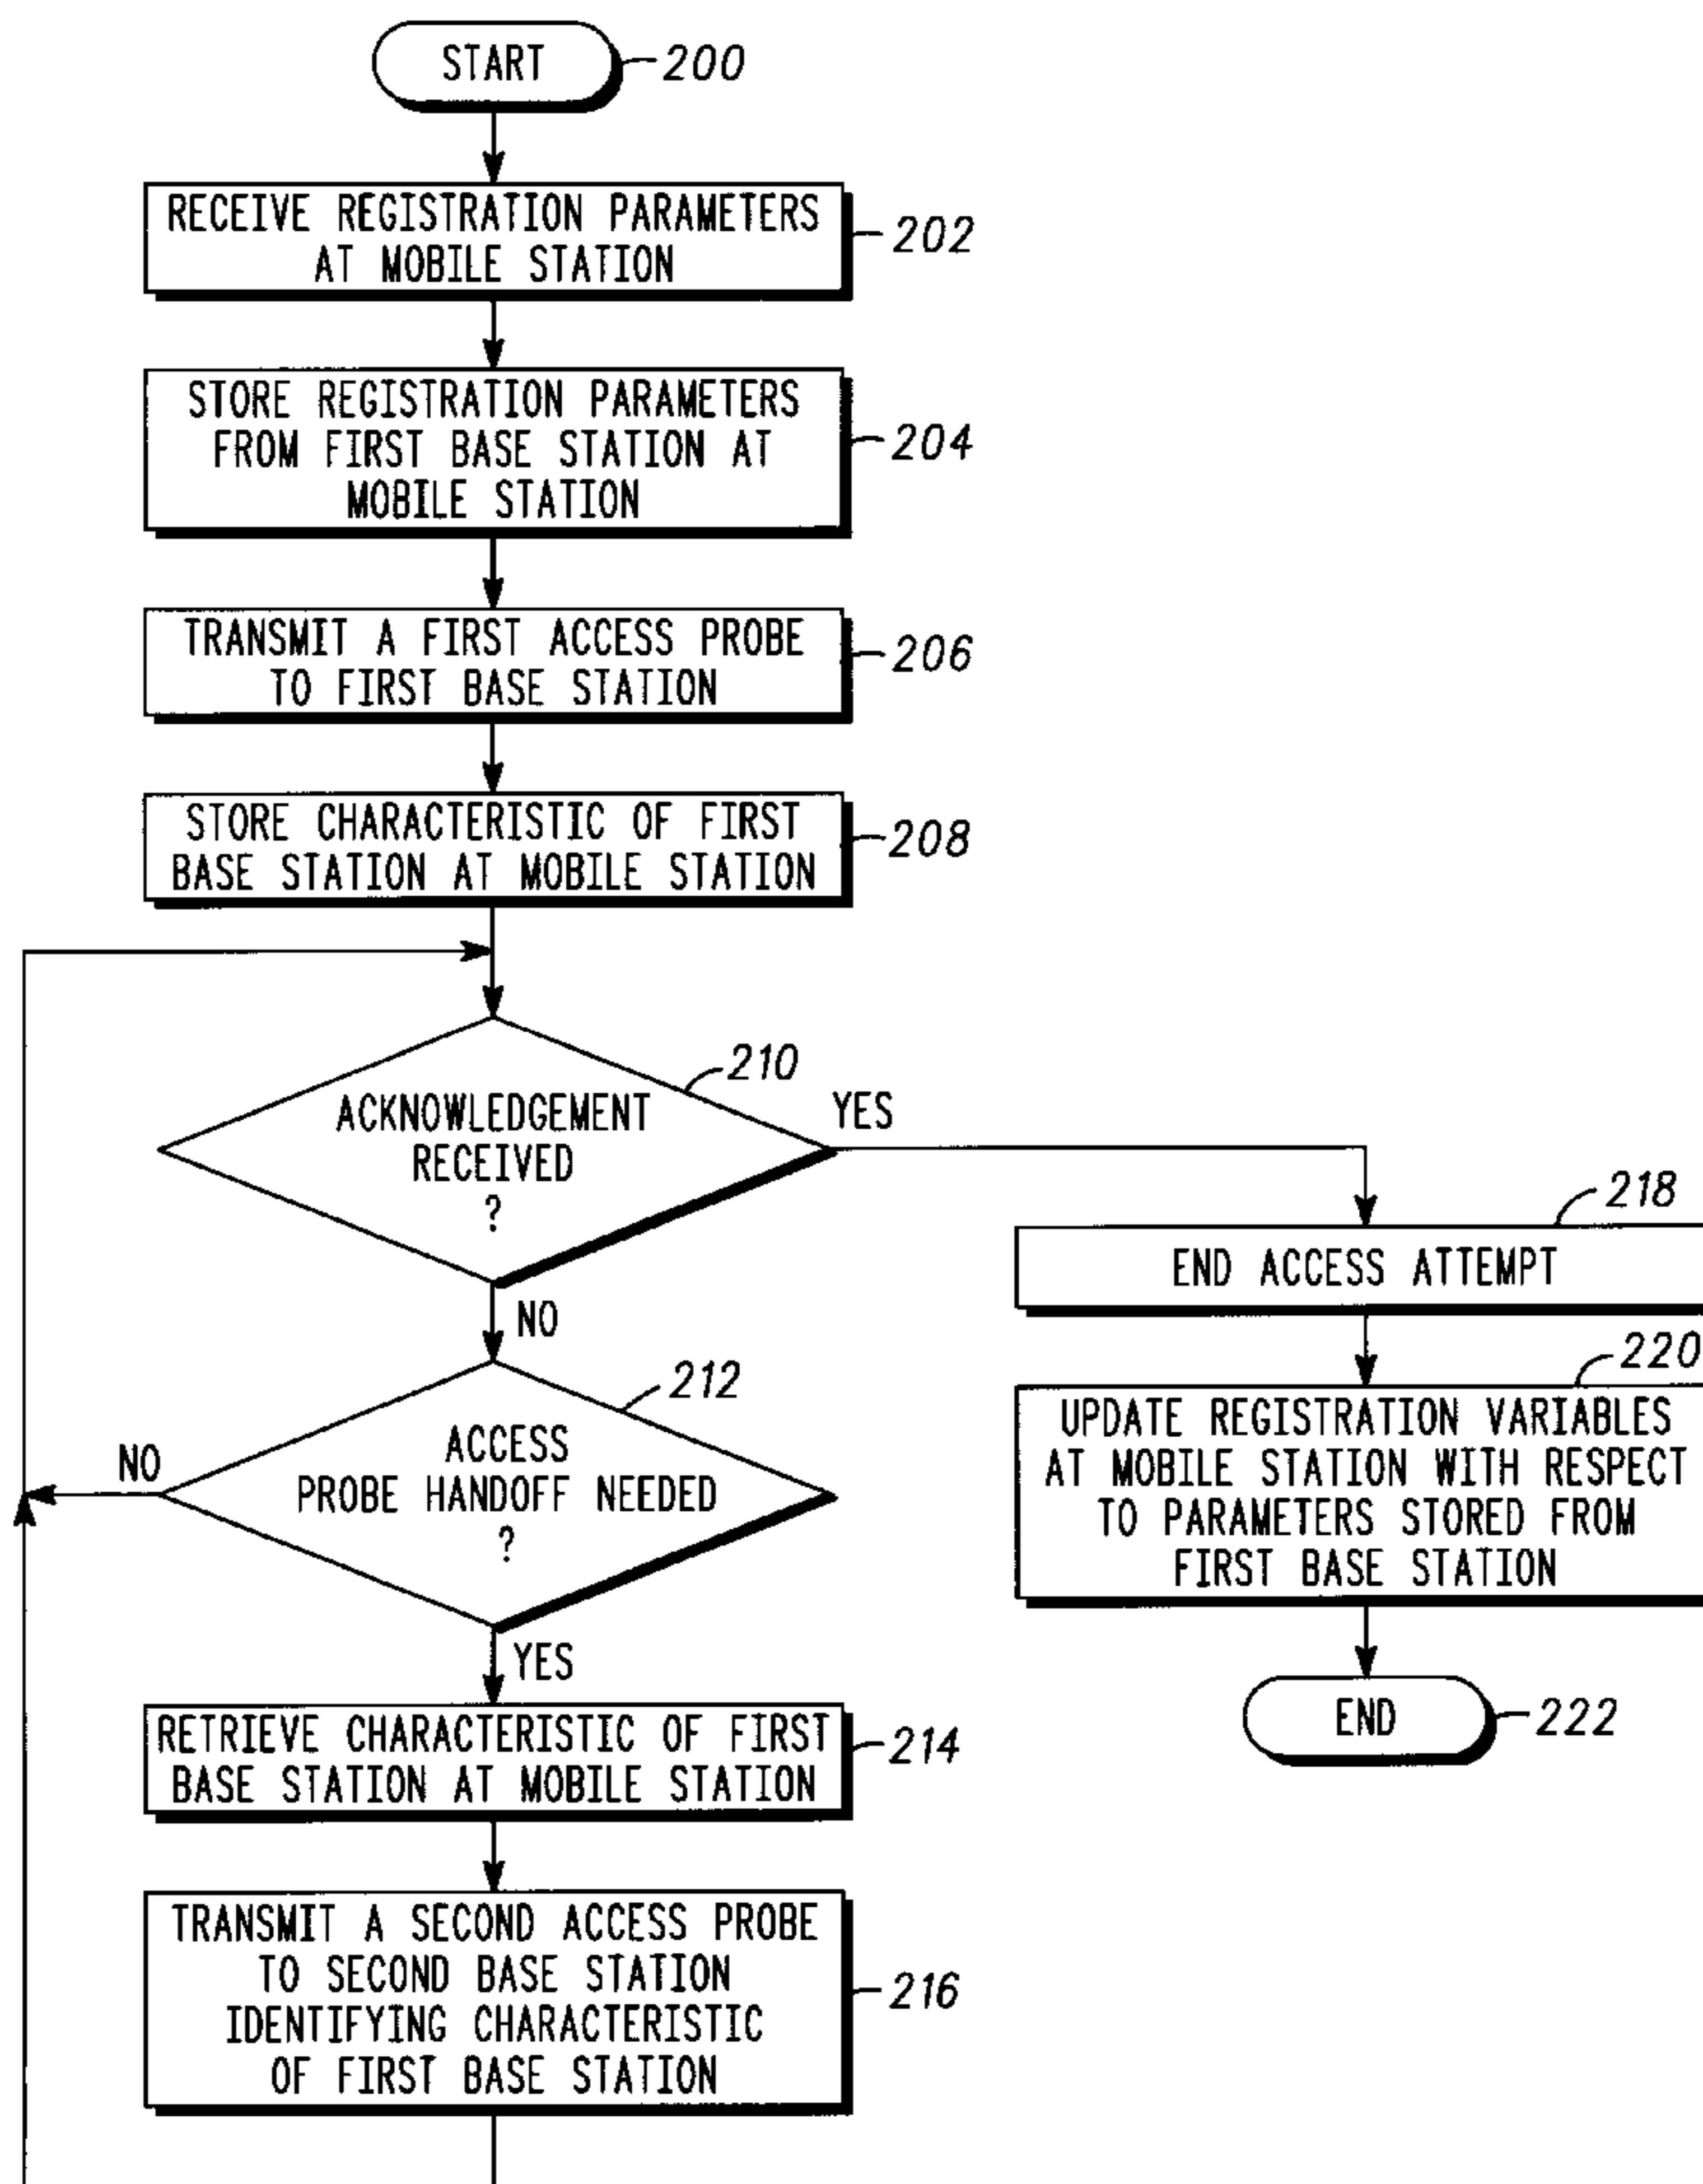 START
200
RECEIVE REGISTRATION PARAMETERS
AT MOBILE STATION
202
STORE REGISTRATION PARAMETERS
FROM FIRST BASE STATION AT
MOBILE STATION
204
TRANSMIT A FIRST ACCESS PROBE
TO FIRST BASE STATION
206
STORE CHARACTERISTIC OF FIRST
BASE STATION AT MOBILE STATION
208
ACKNOWLEDGEMENT
RECEIVED
?
210
YES
NO
ACCESS
PROBE HANDOFF NEEDED
?
212
NO
YES
RETRIEVE CHARACTERISTIC OF FIRST
BASE STATION AT MOBILE STATION
214
TRANSMIT A SECOND ACCESS PROBE
TO SECOND BASE STATION
IDENTIFYING CHARACTERISTIC
OF FIRST BASE STATION
216
218
END ACCESS ATTEMPT
220
UPDATE REGISTRATION VARIABLES
AT MOBILE STATION WITH RESPECT
TO PARAMETERS STORED FROM
FIRST BASE STATION
END
222